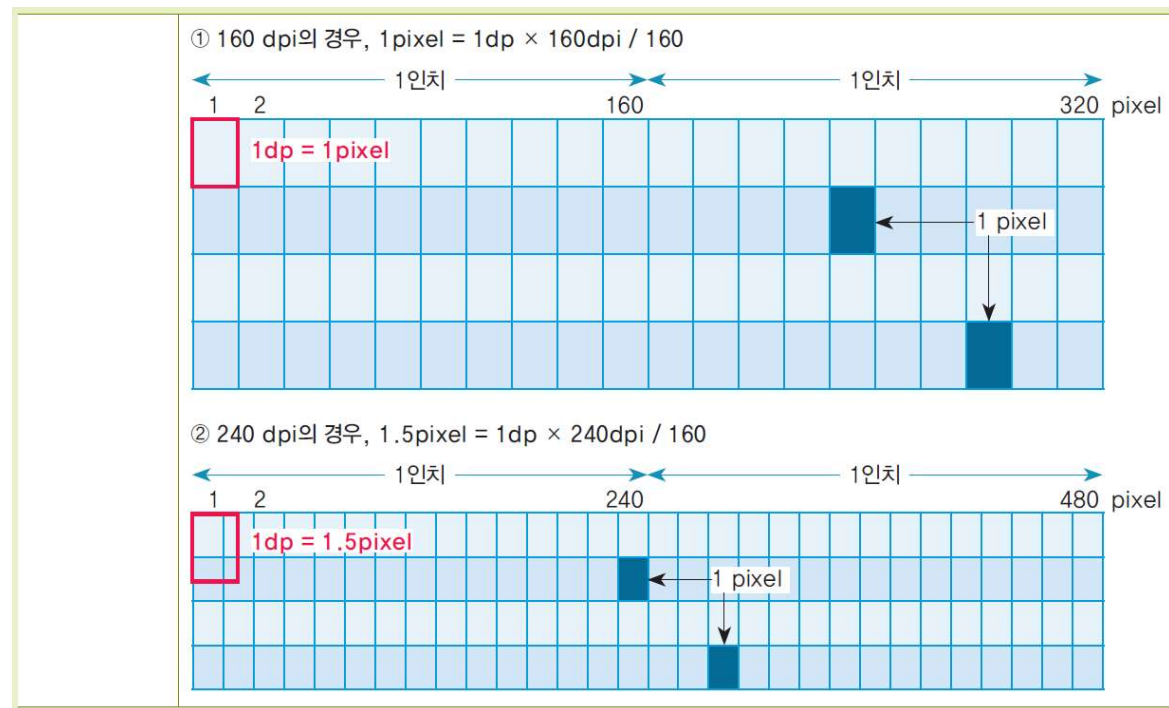 ① 160 dpi의 경우, 1pixel = 1dp × 160dpi / 160
1인치 1인치
1 2 160 320 pixel
1dp = 1pixel
1 pixel
② 240 dpi의 경우, 1.5pixel = 1dp × 240dpi / 160
1인치 1인치
1 2 240 480 pixel
1dp = 1.5pixel
1 pixel